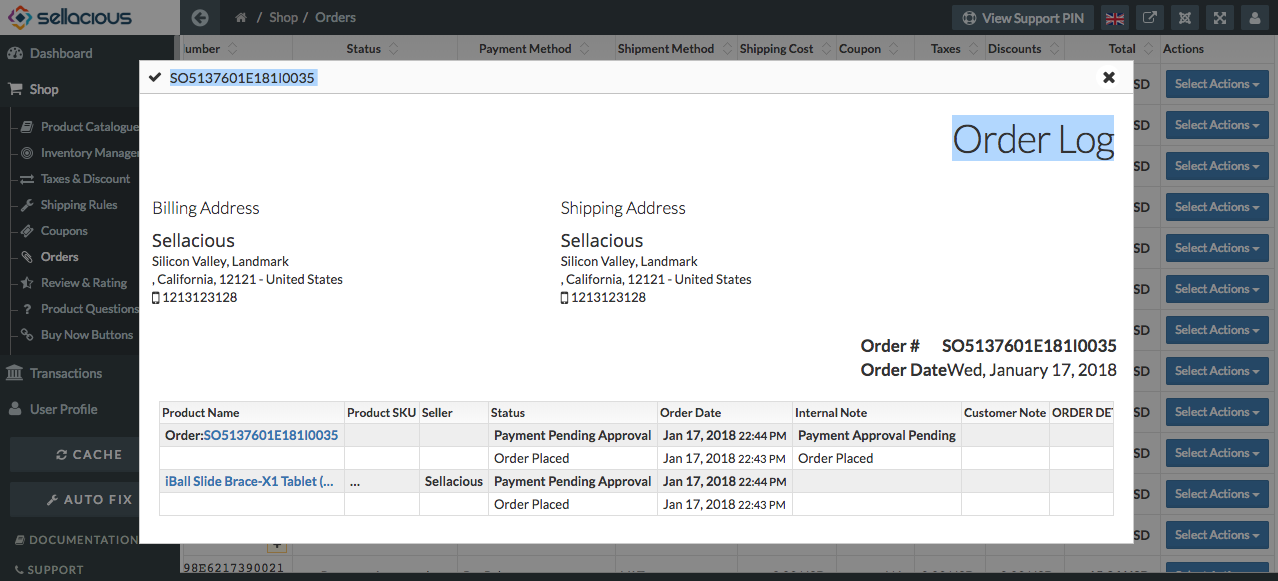 sellacious
/ Shop / Orders
View Support PIN
Dashboard
Shop
Product Catalogue
Inventory Manager
Taxes & Discount
Shipping Rules
Coupons
Orders
Review & Rating
Product Questions
Buy Now Buttons
Transactions
User Profile
CACHE
AUTO FIX
DOCUMENTATION
SUPPORT
umber Status Payment Method Shipment Method Shipping Cost Coupon Taxes Discounts Total Actions
SO5137601E181I0035
Order Log
Billing Address
Sellacious
Silicon Valley, Landmark
, California, 12121 - United States
1213123128
Shipping Address
Sellacious
Silicon Valley, Landmark
, California, 12121 - United States
1213123128
Order # SO5137601E181I0035
Order DateWed, January 17, 2018
Product Name Product SKU Seller Status Order Date Internal Note Customer Note ORDER DET
Order:SO5137601E181I0035 Payment Pending Approval Jan 17, 2018 22:44 PM Payment Approval Pending
Order Placed Jan 17, 2018 22:43 PM Order Placed
iBall Slide Brace-X1 Tablet (... ... Sellacious Payment Pending Approval Jan 17, 2018 22:44 PM
Order Placed Jan 17, 2018 22:43 PM
SD Select Actions
SD Select Actions
SD Select Actions
SD Select Actions
SD Select Actions
SD Select Actions
SD Select Actions
SD Select Actions
SD Select Actions
SD Select Actions
SD Select Actions
SD Select Actions
98E6217390021